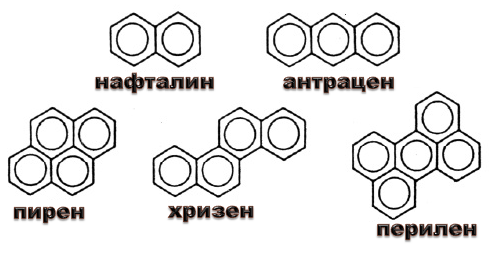 нафталин
антрацен
пирен
хризен
перилен